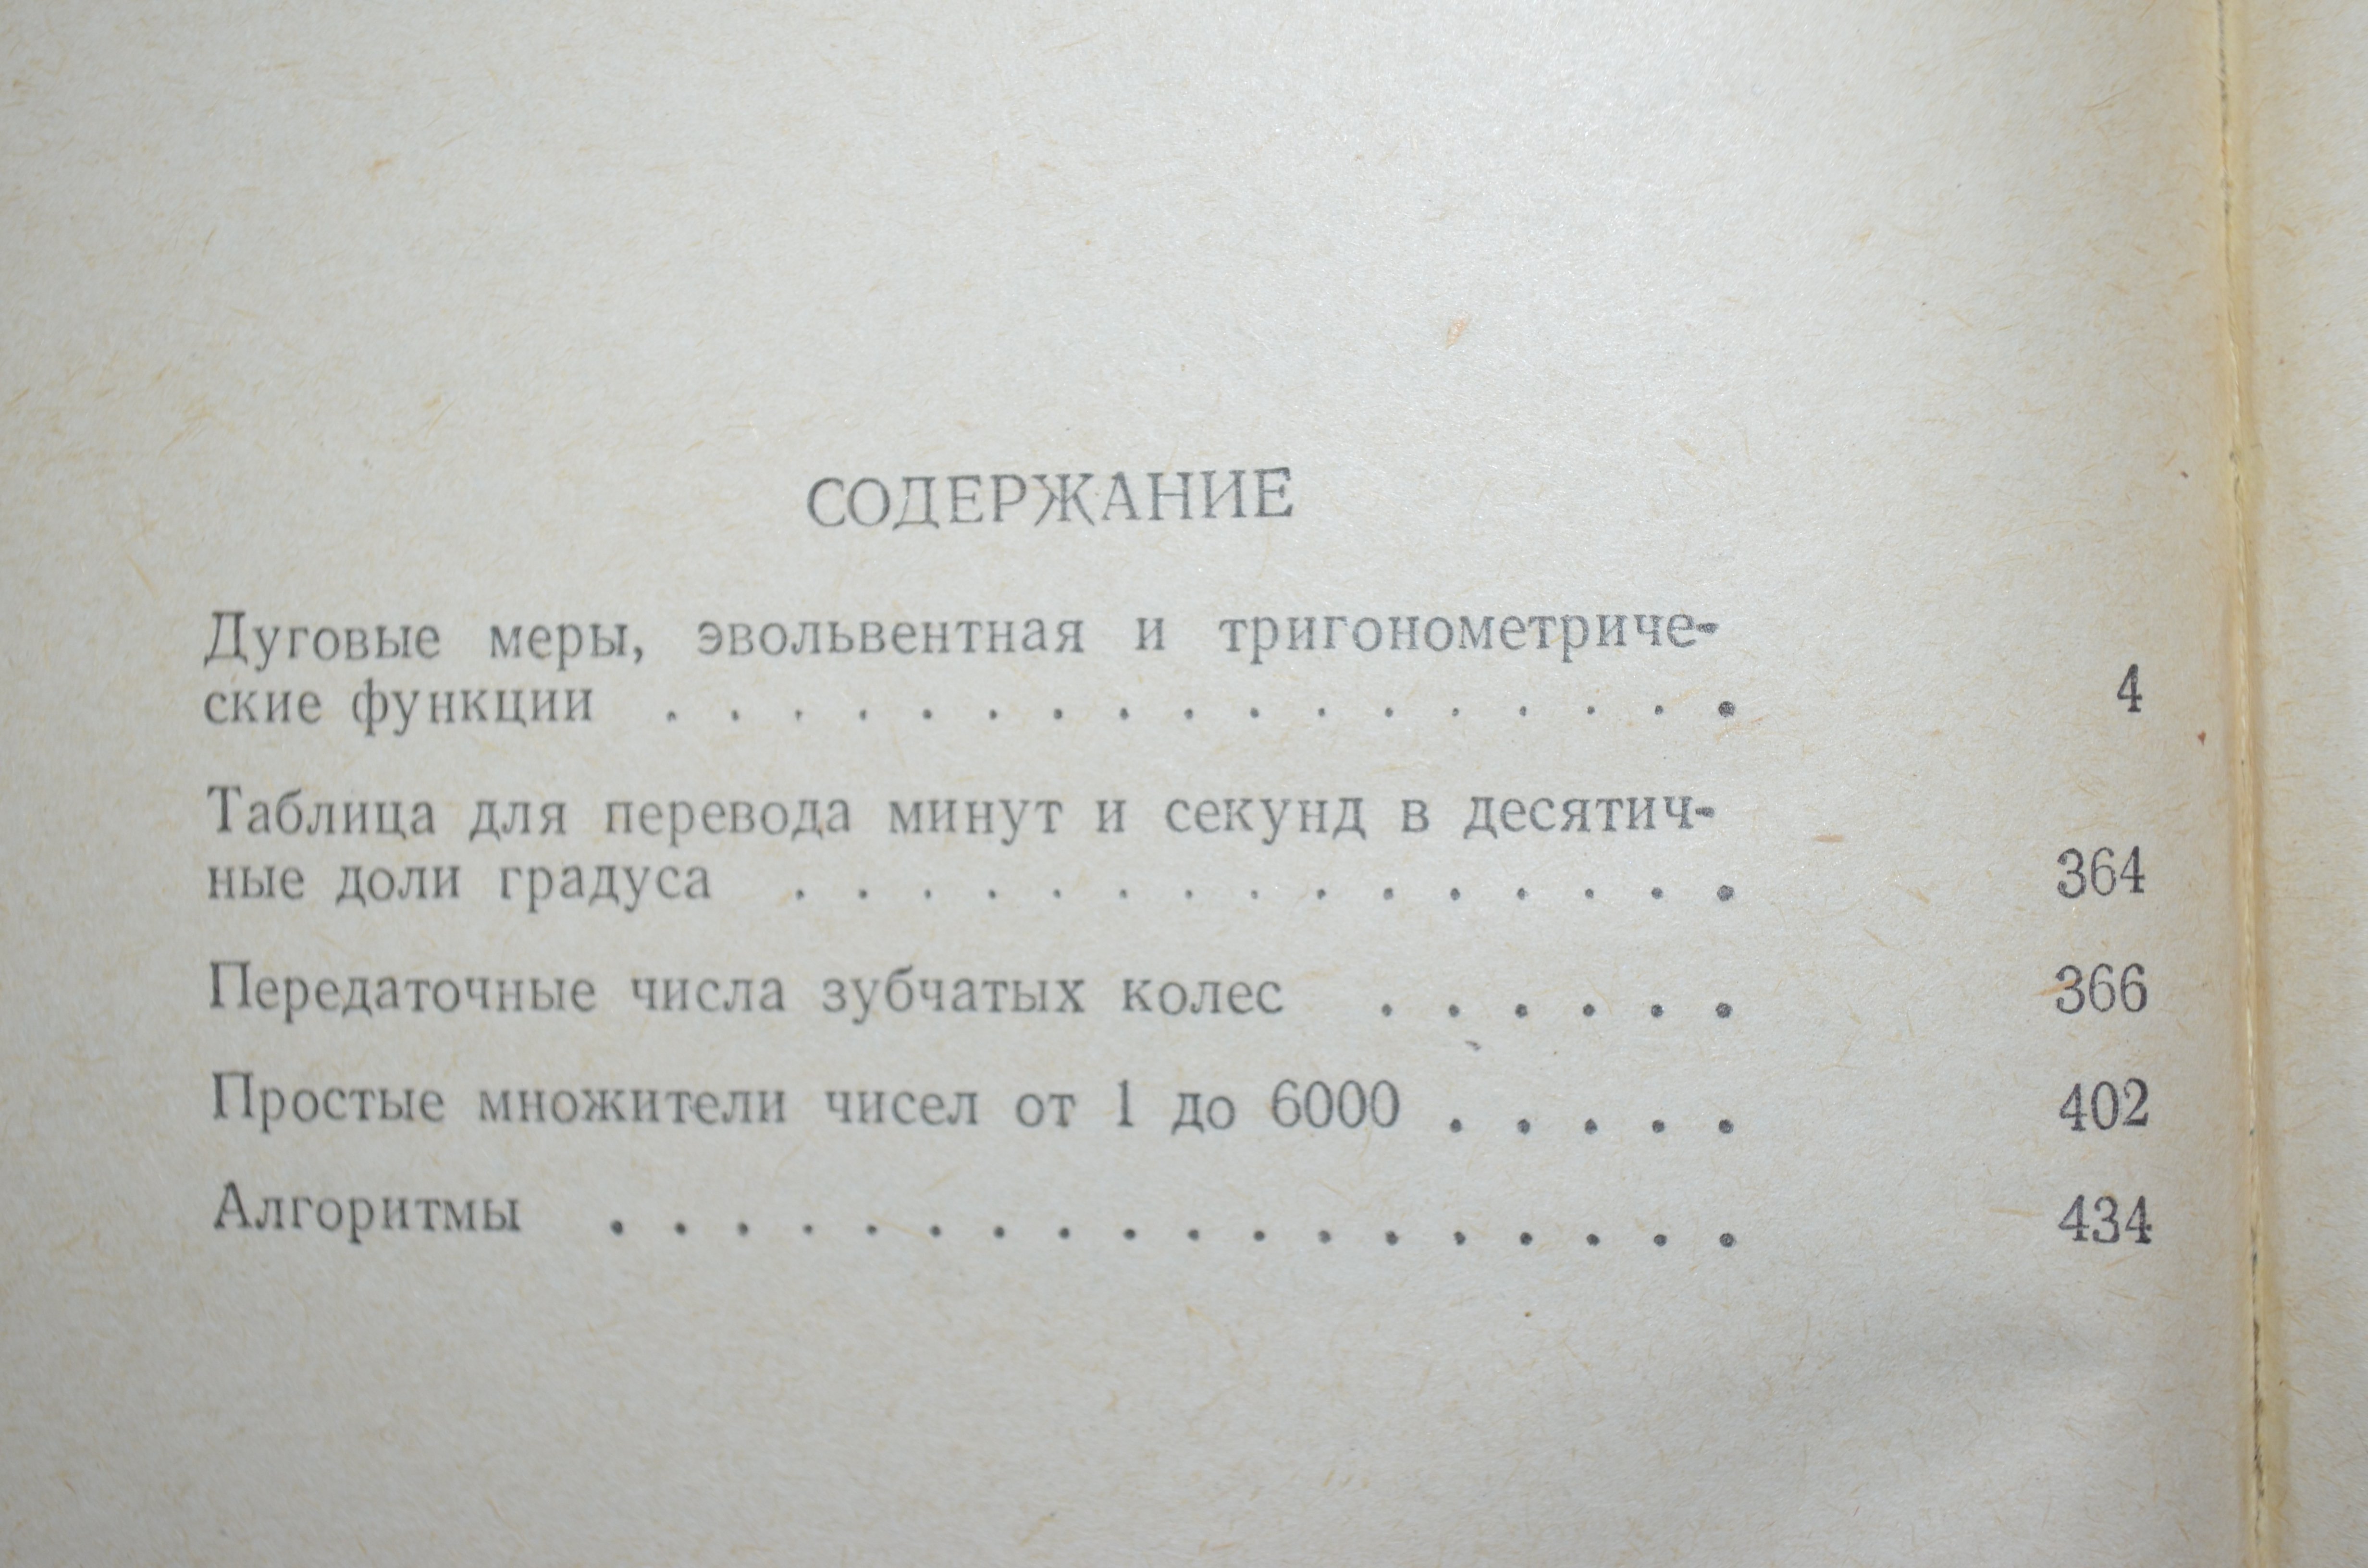 СОДЕРЖАНИЕ
Дуговые меры, эвольвентная и тригонометриче-
ские функции . . . . . . . . . . . . . . . . . 4
Таблица для перевода минут и секунд в десятич-
ные доли градуса . . . . . . . . . . . . . . . 364
Передаточные числа зубчатых колес . . . . . . 366
Простые множители чисел от 1 до 6000 . . . . . 402
Алгоритмы . . . . . . . . . . . . . . . . . . 434